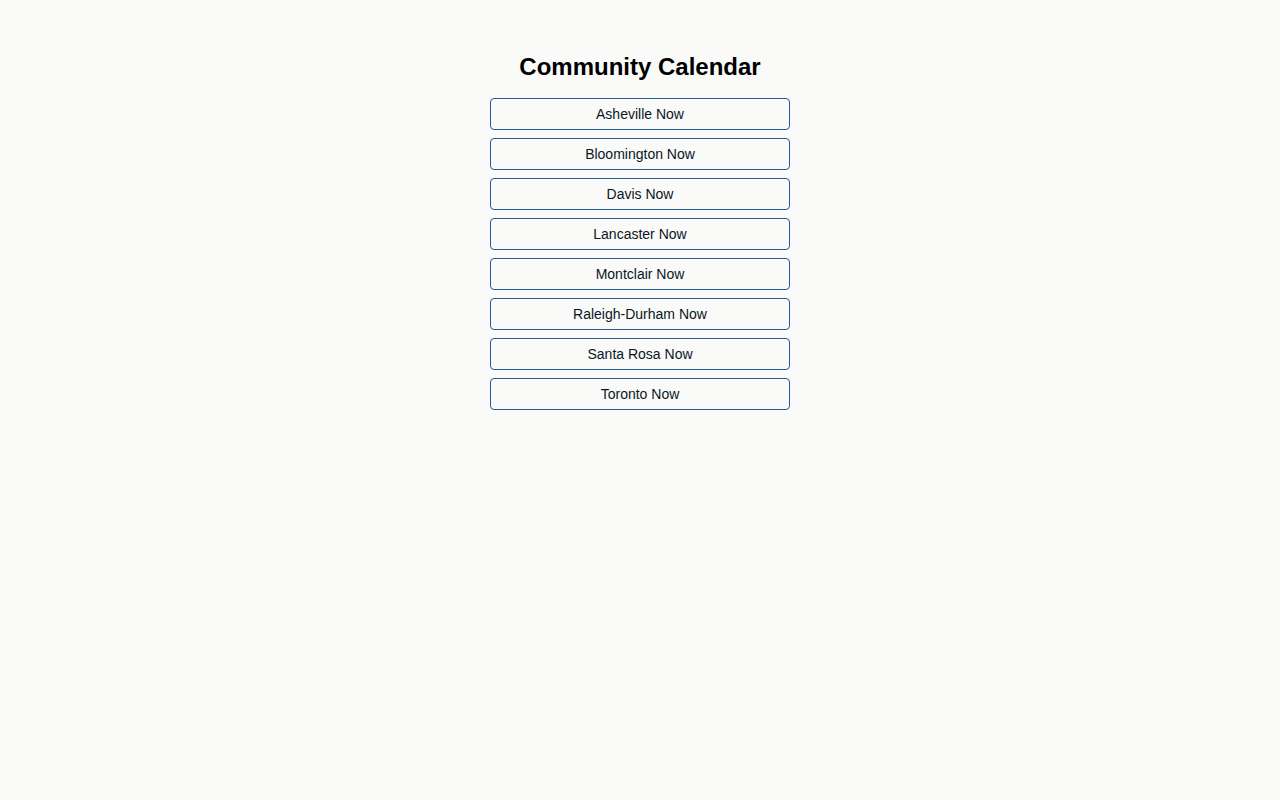 Community Calendar
Asheville Now
Bloomington Now
Davis Now
Lancaster Now
Montclair Now
Raleigh-Durham Now
Santa Rosa Now
Toronto Now